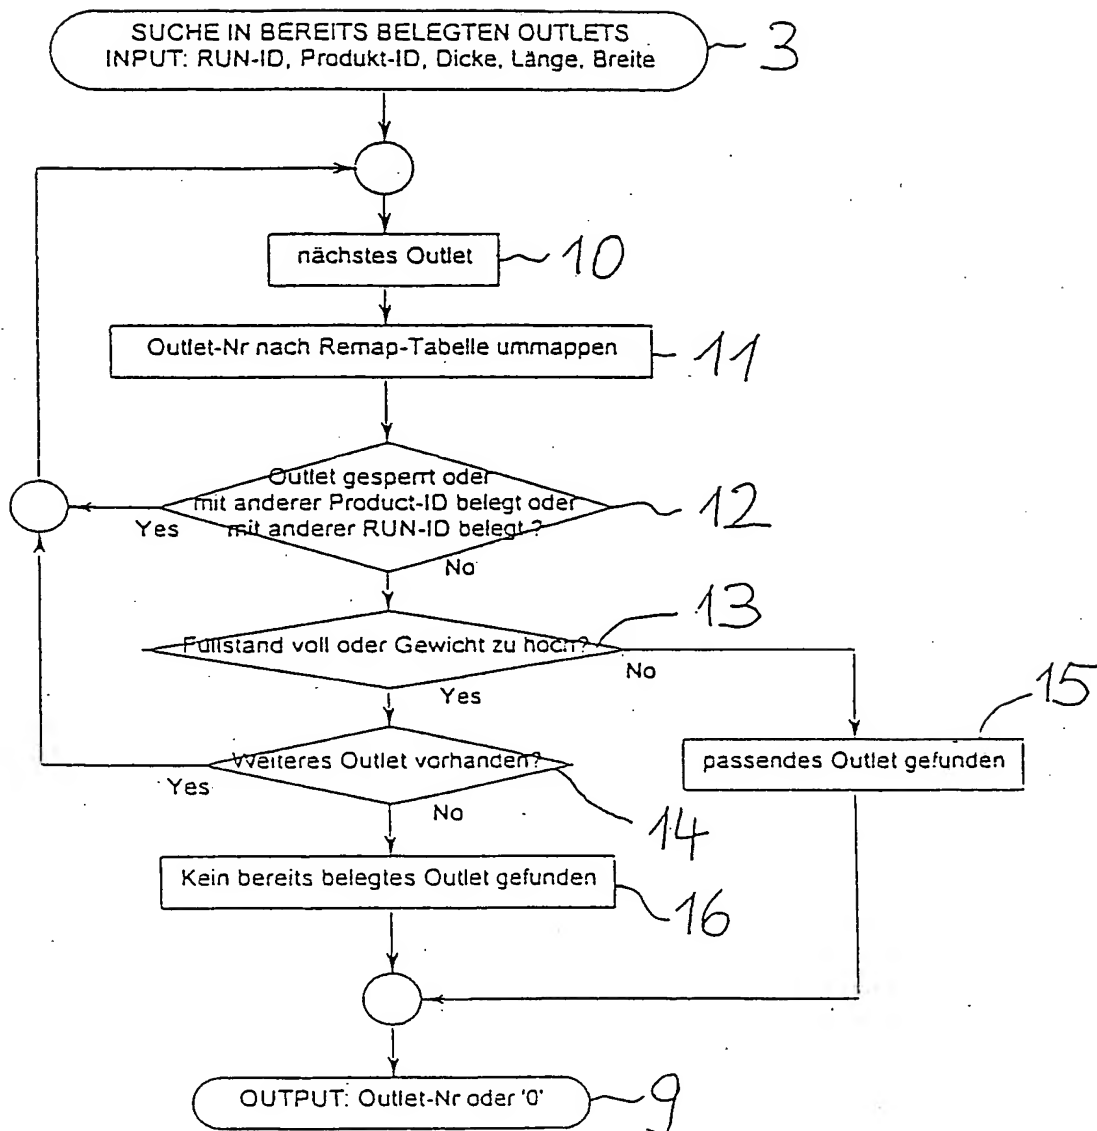 SUCHE IN BEREITS BELEGTEN OUTLETS
INPUT: RUN-ID, Produkt-ID, Dicke, Länge, Breite
3
nächstes Outlet
10
Outlet-Nr nach Remap-Tabelle ummappen
11
Outlet gesperrt oder
mit anderer Product-ID belegt oder
mit anderer RUN-ID belegt ?
12
Yes
No
13
Füllstand voll oder Gewicht zu hoch?
No
Yes
15
Weiteres Outlet vorhanden?
passendes Outlet gefunden
Yes
No
14
Kein bereits belegtes Outlet gefunden
16
OUTPUT: Outlet-Nr oder '0'
9